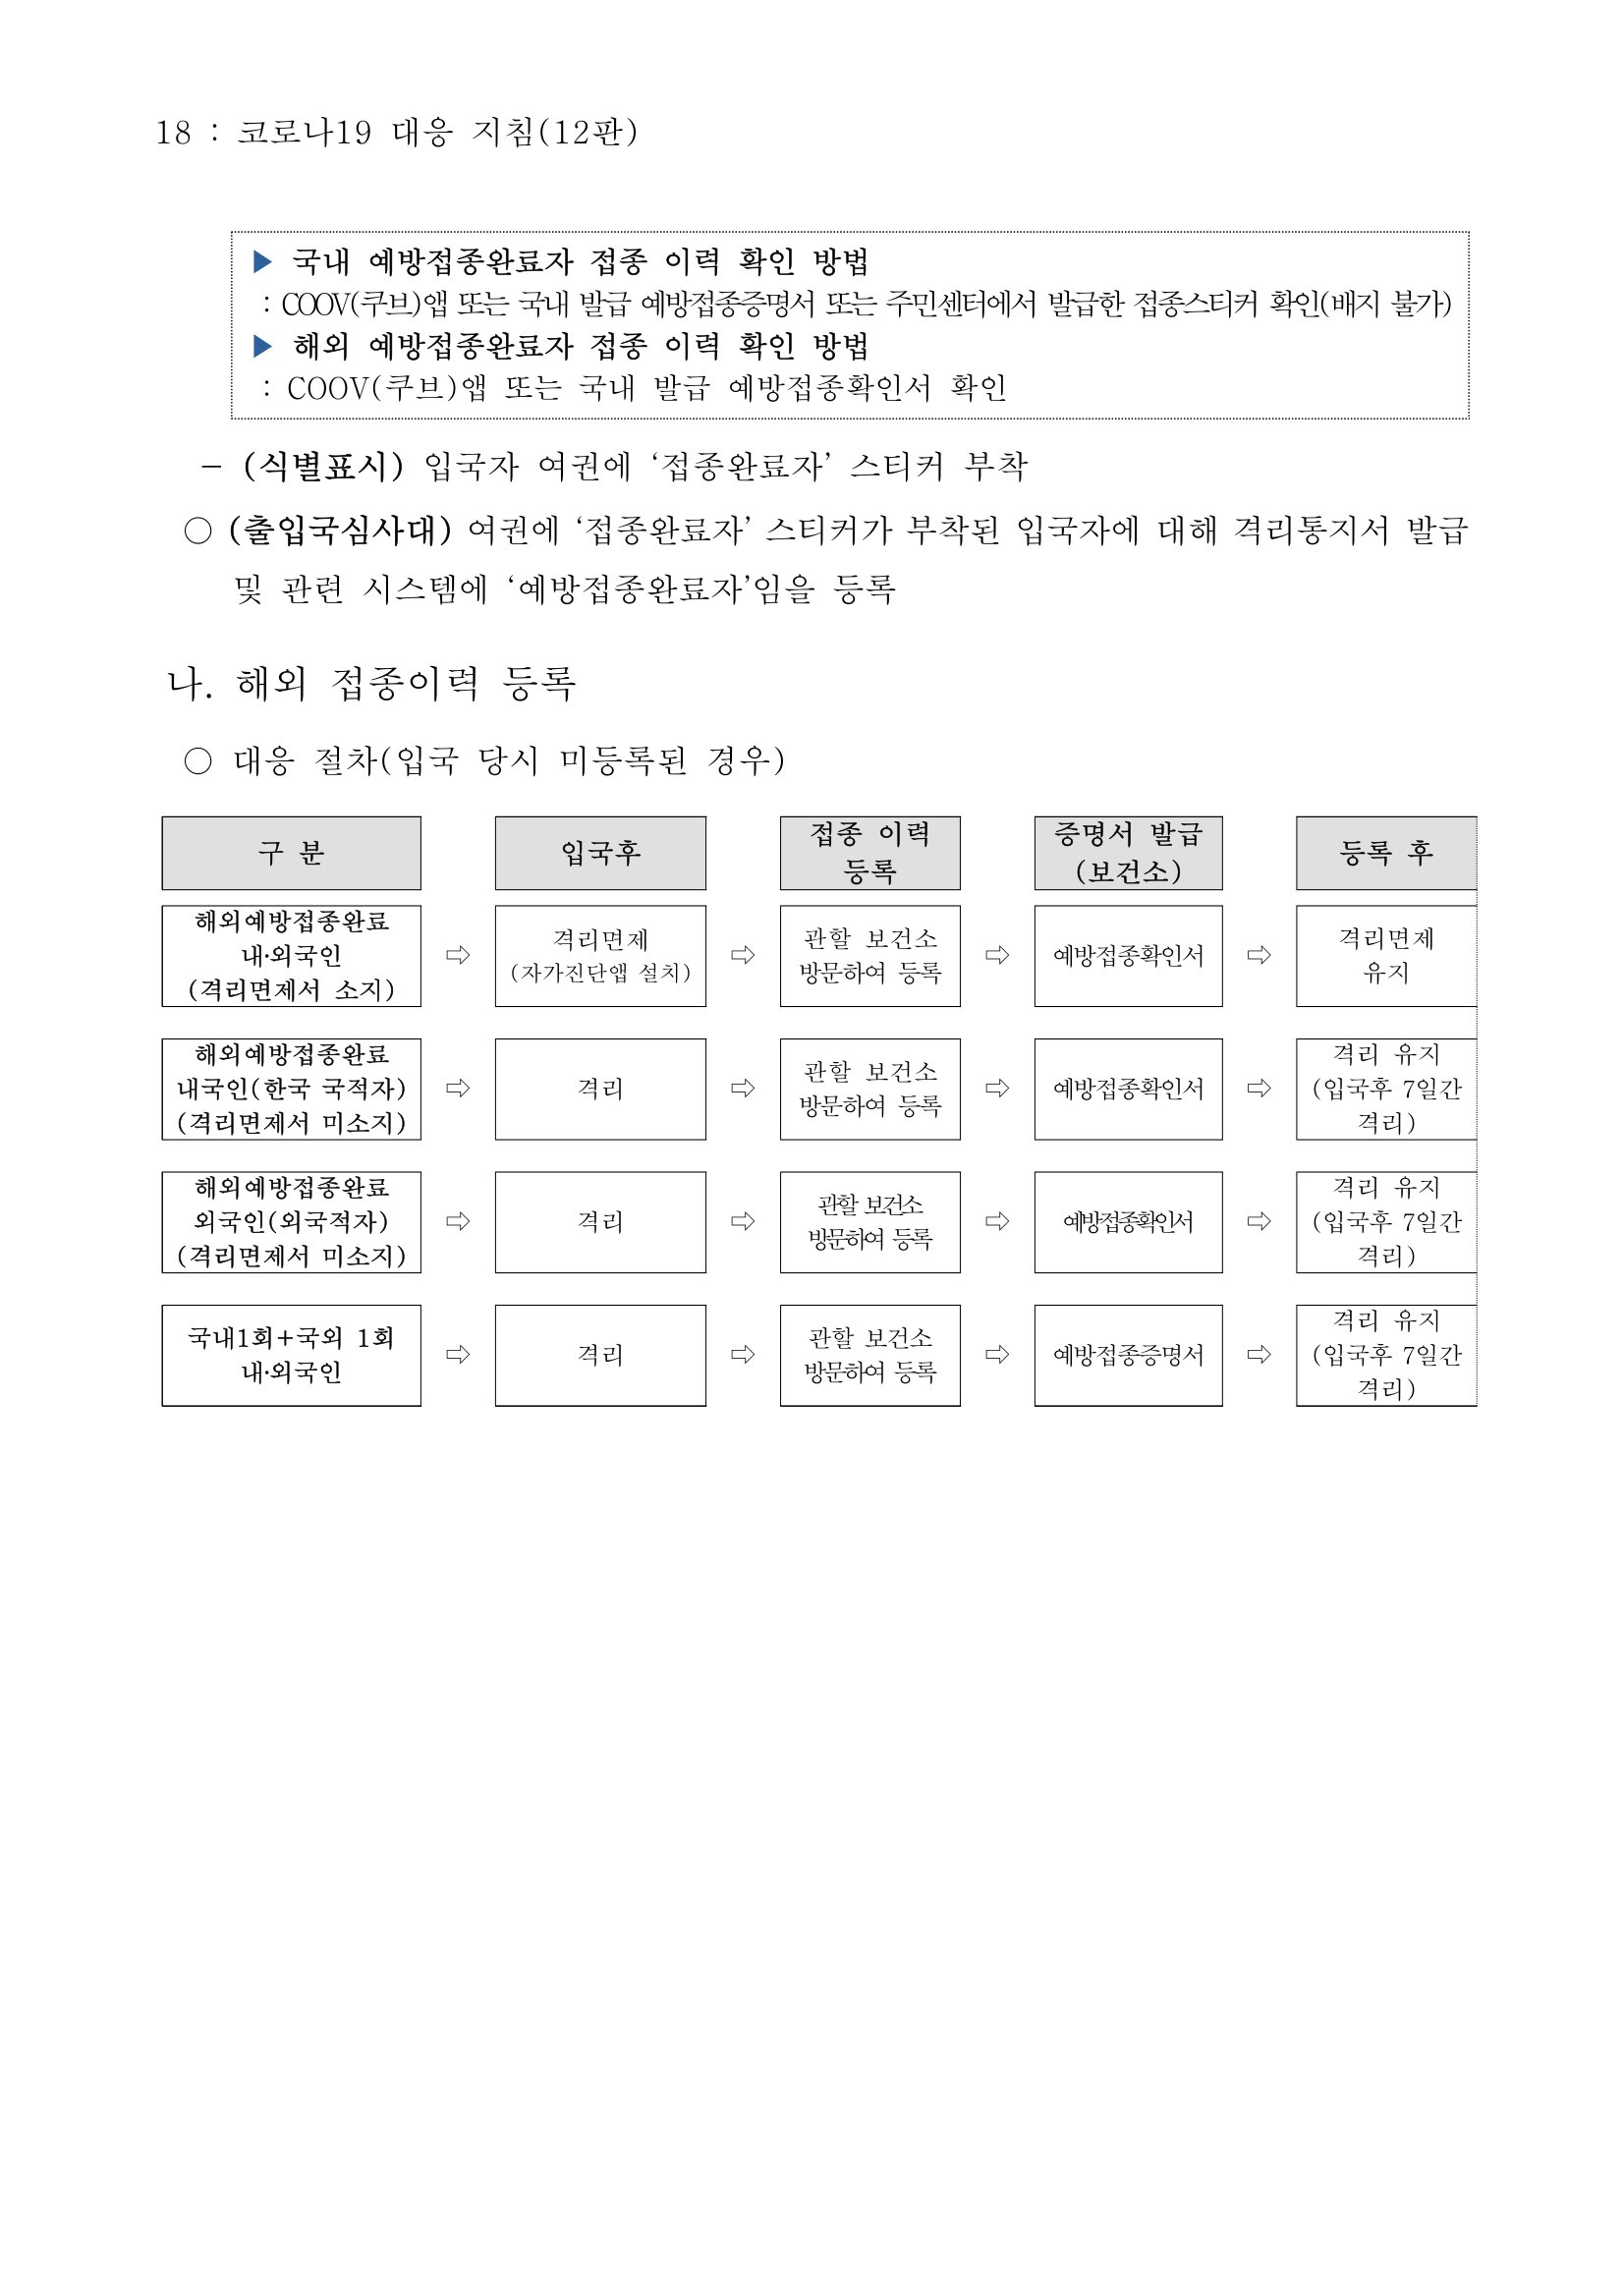 18 : 코로나19 대응 지침(12판)
▶ 국내 예방접종완료자 접종 이력 확인 방법
: COOV(쿠브)앱 또는 국내 발급 예방접종증명서 또는 주민센터에서 발급한 접종스티커 확인(배지 불가)
▶ 해외 예방접종완료자 접종 이력 확인 방법
: COOV(쿠브)앱 또는 국내 발급 예방접종확인서 확인
– (식별표시) 입국자 여권에 ‘접종완료자’ 스티커 부착
○ (출입국심사대) 여권에 ‘접종완료자’ 스티커가 부착된 입국자에 대해 격리통지서 발급
및 관련 시스템에 ‘예방접종완료자’임을 등록
나. 해외 접종이력 등록
○ 대응 절차(입국 당시 미등록된 경우)
구 분
입국후
접종 이력
등록
증명서 발급
(보건소)
등록 후
해외예방접종완료
내·외국인
(격리면제서 소지)
⇨
격리면제
(자가진단앱 설치)
⇨
관할 보건소
방문하여 등록
⇨
예방접종확인서
⇨
격리면제
유지
해외예방접종완료
내국인(한국 국적자)
(격리면제서 미소지)
⇨
격리
⇨
관할 보건소
방문하여 등록
⇨
예방접종확인서
⇨
격리 유지
(입국후 7일간
격리)
해외예방접종완료
외국인(외국적자)
(격리면제서 미소지)
⇨
격리
⇨
관할 보건소
방문하여 등록
⇨
예방접종확인서
⇨
격리 유지
(입국후 7일간
격리)
국내1회+국외 1회
내·외국인
⇨
격리
⇨
관할 보건소
방문하여 등록
⇨
예방접종증명서
⇨
격리 유지
(입국후 7일간
격리)